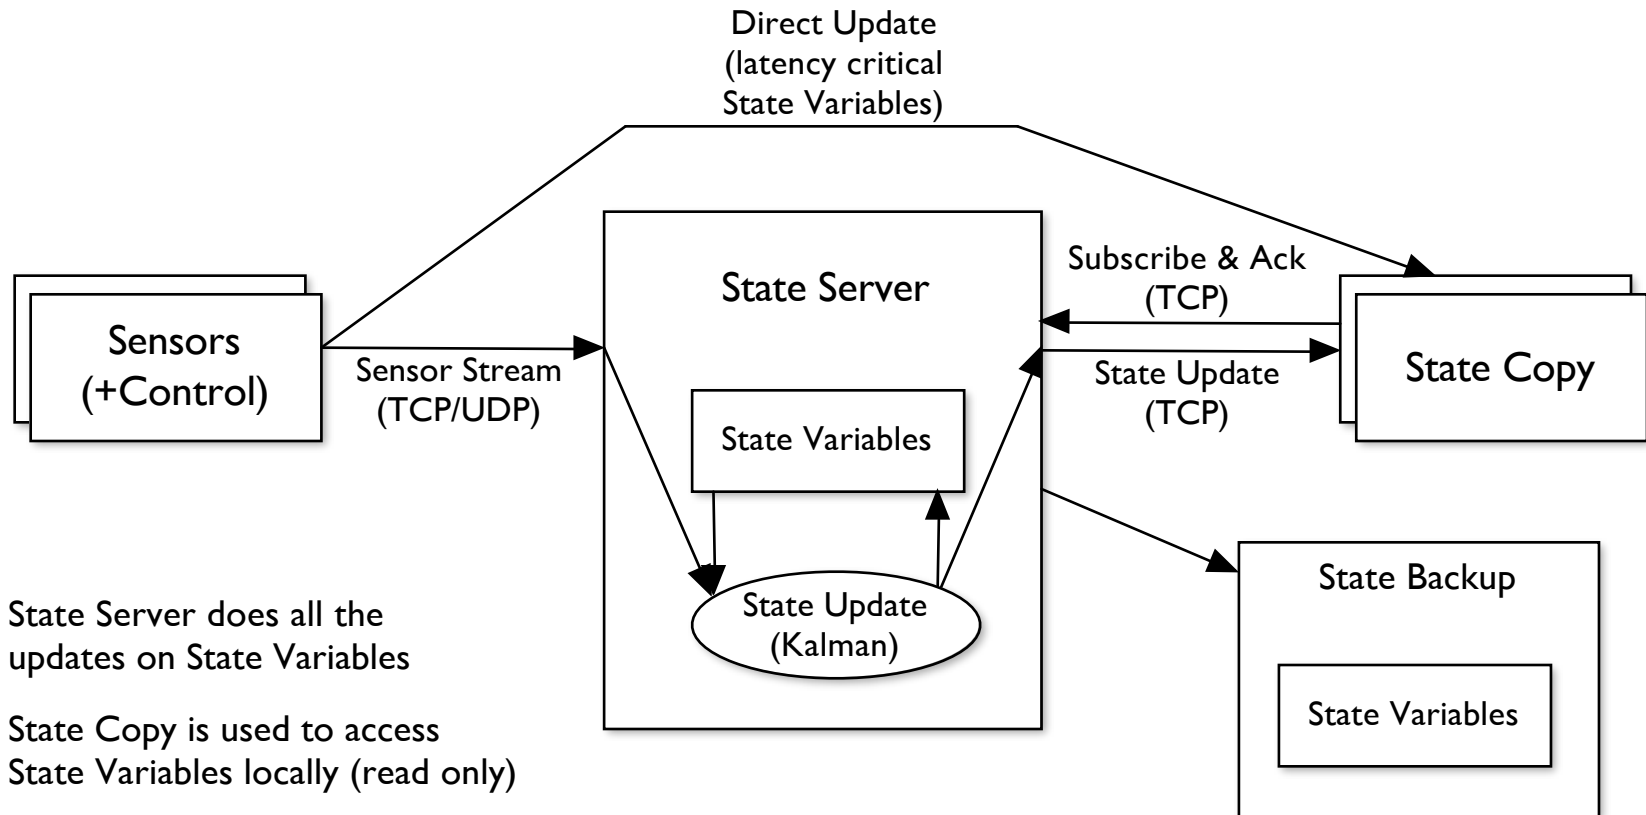 Direct Update
(latency critical
State Variables)
Sensors
(+Control)
Sensor Stream
(TCP/UDP)
State Server
State Variables
State Update
(Kalman)
Subscribe & Ack
(TCP)
State Update
(TCP)
State Copy
State Backup
State Variables
State Server does all the
updates on State Variables
State Copy is used to access
State Variables locally (read only)